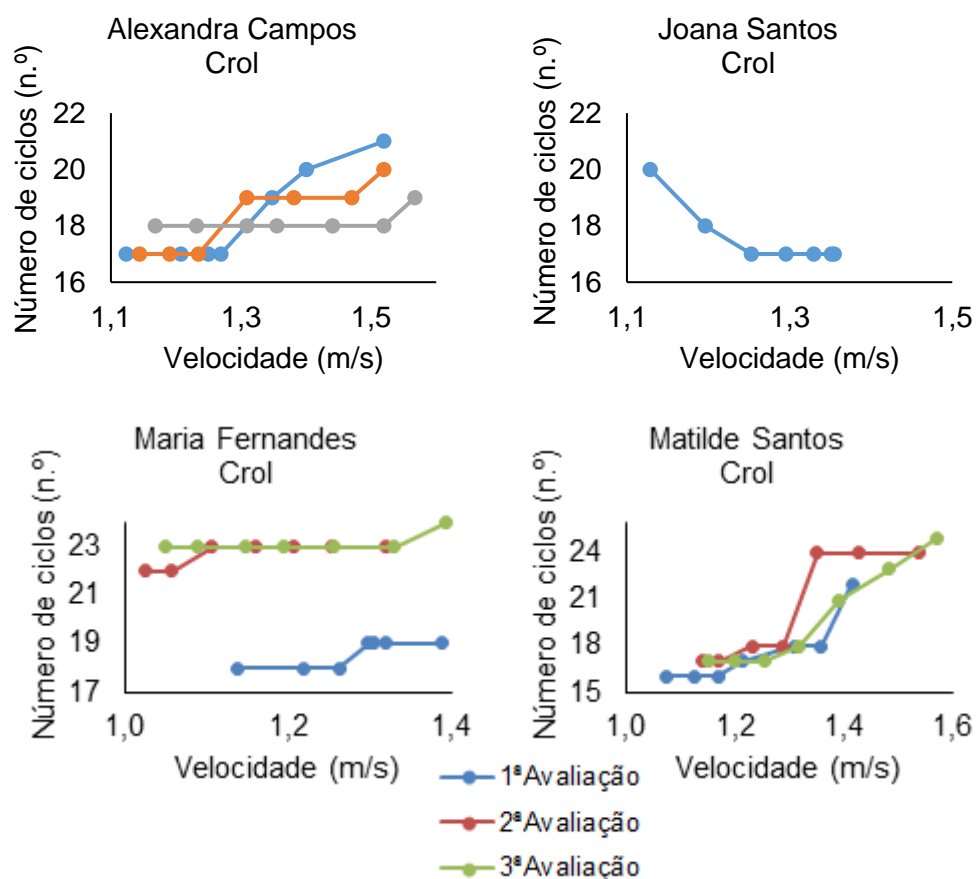 Alexandra Campos
Crol
Número de ciclos (n.º)
22
20
18
16
1,1
1,3
1,5
Velocidade (m/s)
Joana Santos
Crol
Número de ciclos (n.º)
22
20
18
16
1,1
1,3
1,5
Velocidade (m/s)
Maria Fernandes
Crol
Número de ciclos (n.º)
23
21
19
17
1,0
1,2
1,4
Velocidade (m/s)
Matilde Santos
Crol
Número de ciclos (n.º)
24
21
18
15
1,0
1,2
1,4
1,6
Velocidade (m/s)
1ªAvaliação
2ªAvaliação
3ªAvaliação